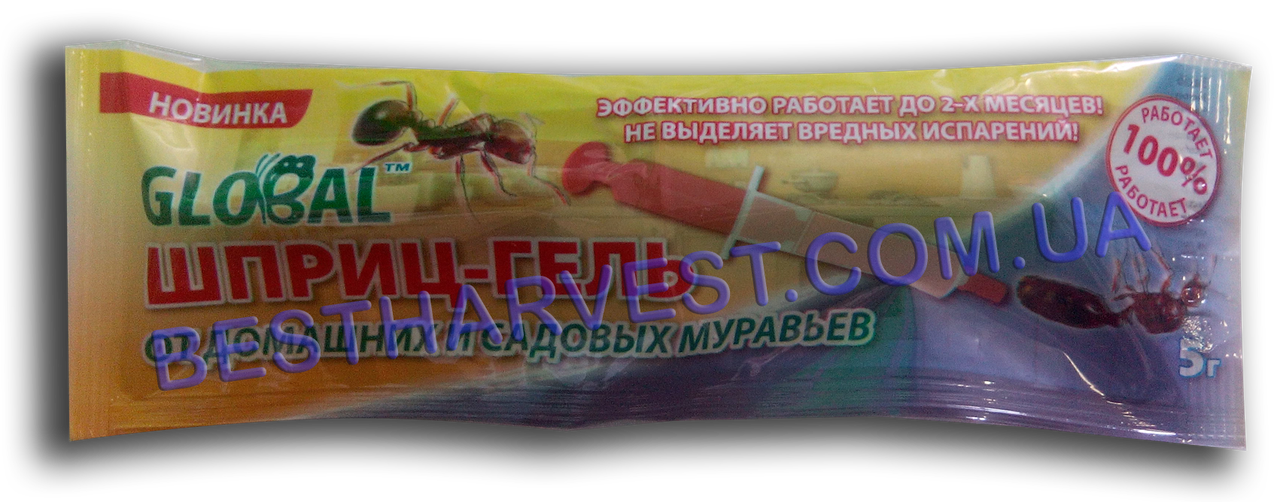 НОВИНКА
GLOBAL™
ШПРИЦ-ГЕЛЬ
ОТ ДОМАШНИХ И САДОВЫХ МУРАВЬЕВ
ЭФФЕКТИВНО РАБОТАЕТ ДО 2-Х МЕСЯЦЕВ!
НЕ ВЫДЕЛЯЕТ ВРЕДНЫХ ИСПАРЕНИЙ!
РАБОТАЕТ
100%
РАБОТАЕТ
5г
BESTHARVEST.COM.UA